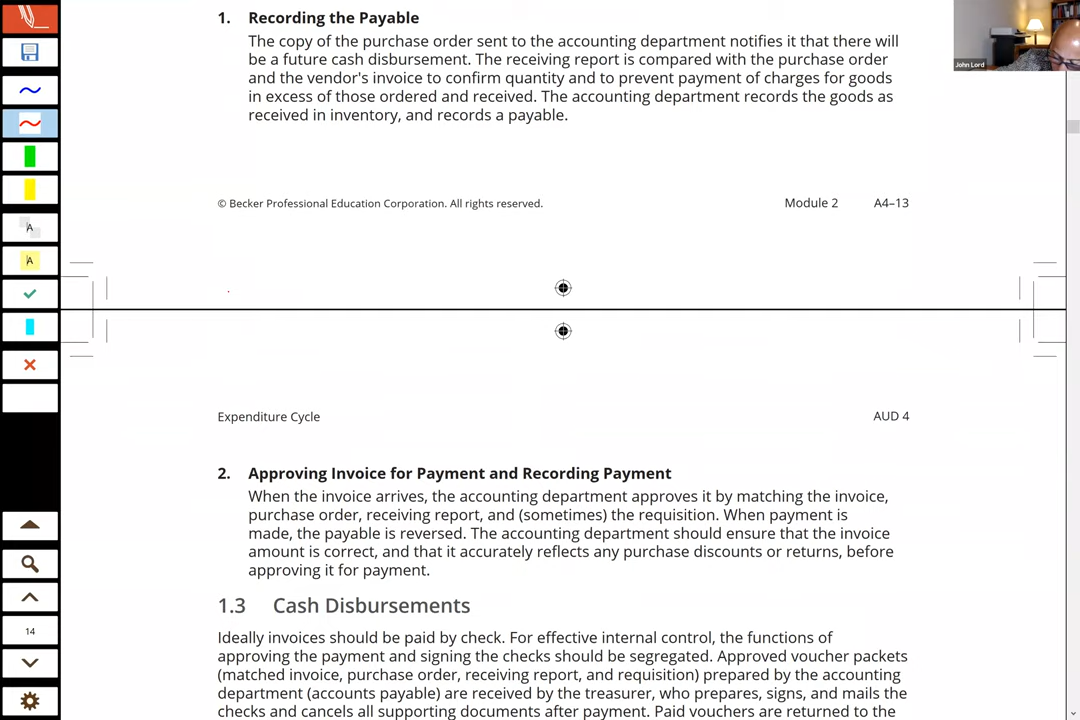 1. Recording the Payable
The copy of the purchase order sent to the accounting department notifies it that there will
be a future cash disbursement. The receiving report is compared with the purchase order
and the vendor's invoice to confirm quantity and to prevent payment of charges for goods
in excess of those ordered and received. The accounting department records the goods as
received in inventory, and records a payable.
© Becker Professional Education Corporation. All rights reserved. Module 2 A4–13
Expenditure Cycle AUD 4
2. Approving Invoice for Payment and Recording Payment
When the invoice arrives, the accounting department approves it by matching the invoice,
purchase order, receiving report, and (sometimes) the requisition. When payment is
made, the payable is reversed. The accounting department should ensure that the invoice
amount is correct, and that it accurately reflects any purchase discounts or returns, before
approving it for payment.
1.3 Cash Disbursements
Ideally invoices should be paid by check. For effective internal control, the functions of
approving the payment and signing the checks should be segregated. Approved voucher packets
(matched invoice, purchase order, receiving report, and requisition) prepared by the accounting
department (accounts payable) are received by the treasurer, who prepares, signs, and mails the
checks and cancels all supporting documents after payment. Paid vouchers are returned to the
John Lord
A
A
14